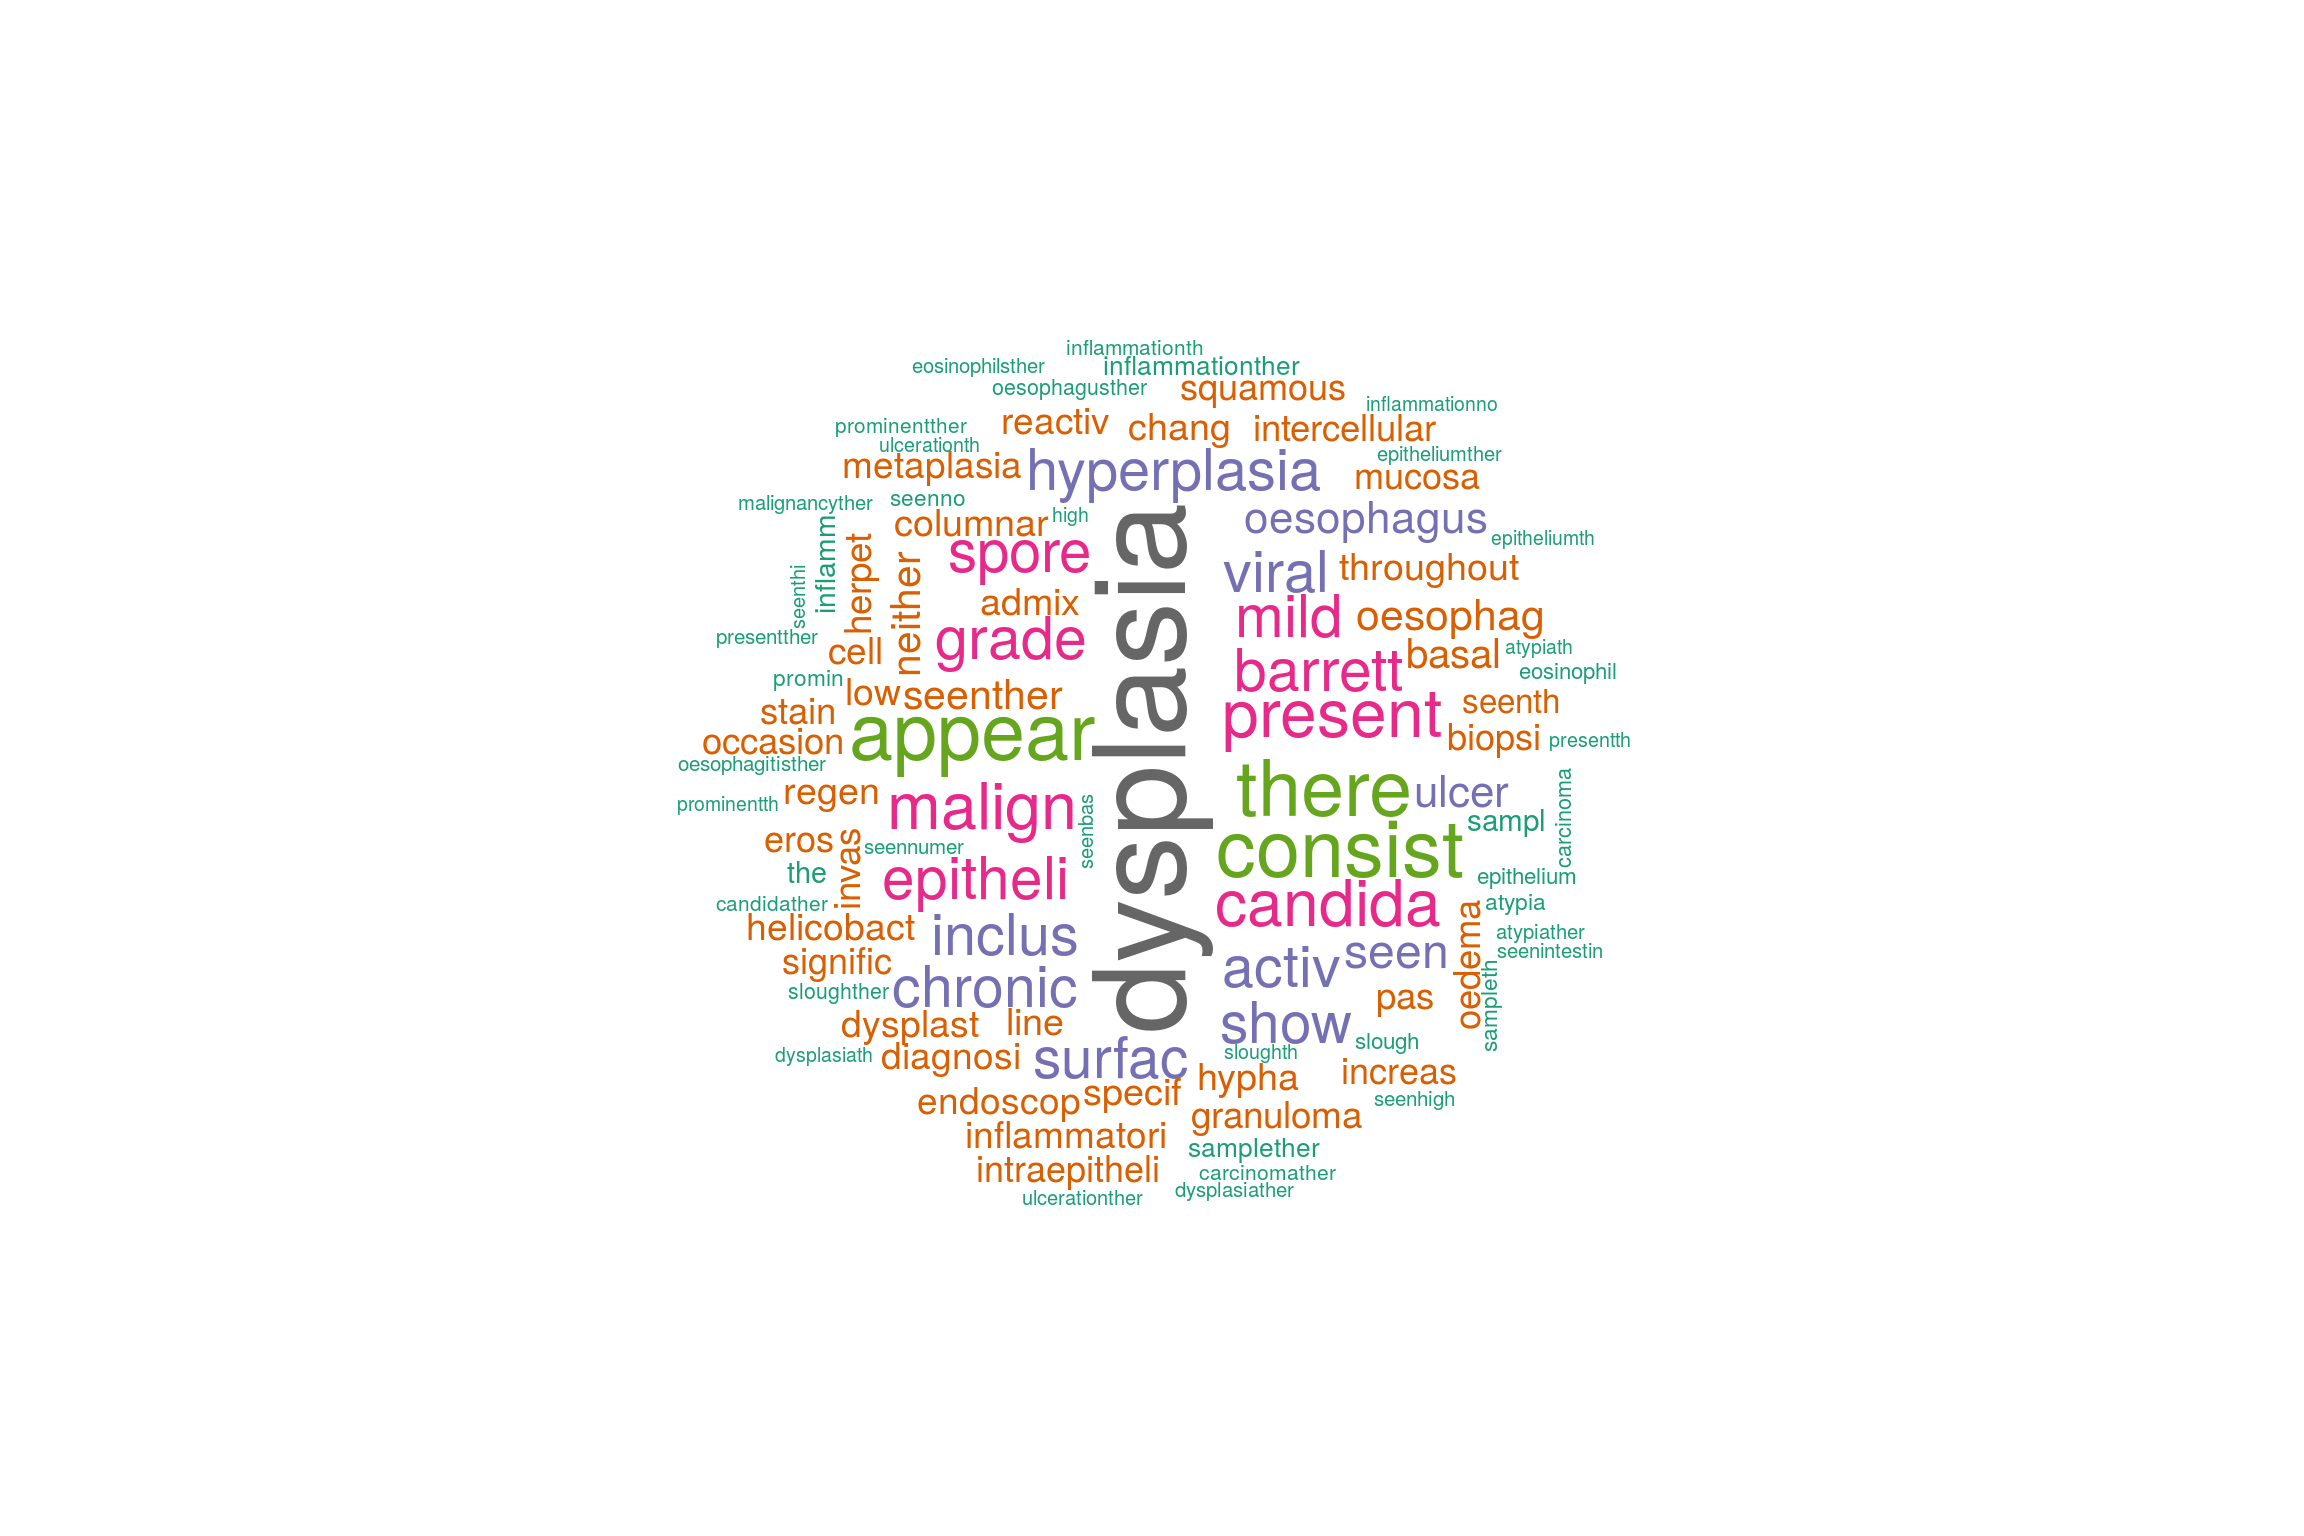 inflammationth
eosinophilsther
inflammationther
oesophagusther
squamous
inflammationno
prominentther
reactiv
chang
intercellular
ulcerationth
epitheliumther
metaplasia
hyperplasia
mucosa
malignancyther
seenno
columnar
high
oesophagus
epitheliumth
spore
inflamm
herpet
neither
seenthi
viral
throughout
admix
mild
oesophag
presentther
cell
grade
basal
atypiath
barrett
eosinophil
promin
low
seenther
dysplasia
seenth
stain
appear
present
occasion
biopsi
presentth
oesophagitisther
regen
there
ulcer
prominentth
malign
sampl
carcinoma
seenbas
eros
invas
seennumer
consist
the
epitheli
epithelium
candidather
candida
atypia
helicobact
inclus
oedema
atypiather
signific
activ
seen
seenintestin
sloughther
chronic
pas
sampleth
dysplast
line
show
slough
dysplasiath
diagnosi
surfac
sloughth
hypha
increas
endoscop
specif
seenhigh
granuloma
inflammatori
samplether
intraepitheli
carcinomather
dysplasiather
ulcerationther